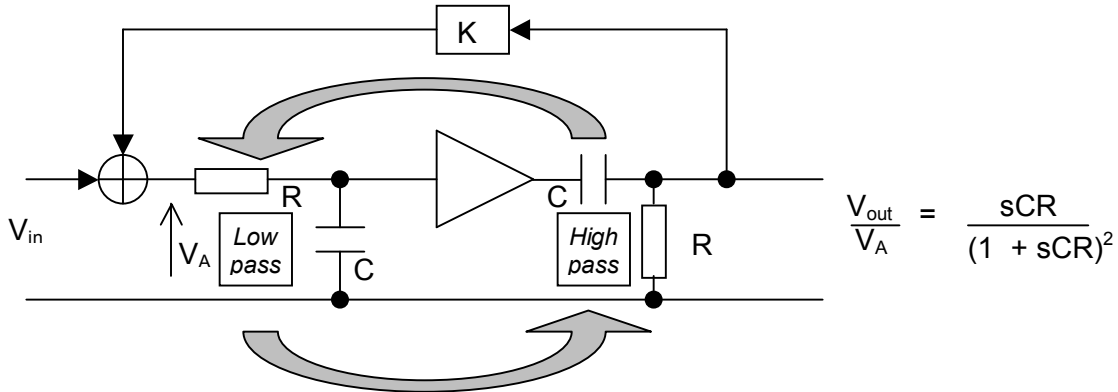 K
V_in
V_A
R
Low
pass
C
C
High
pass
R
V_out / V_A = sCR / (1 + sCR)²